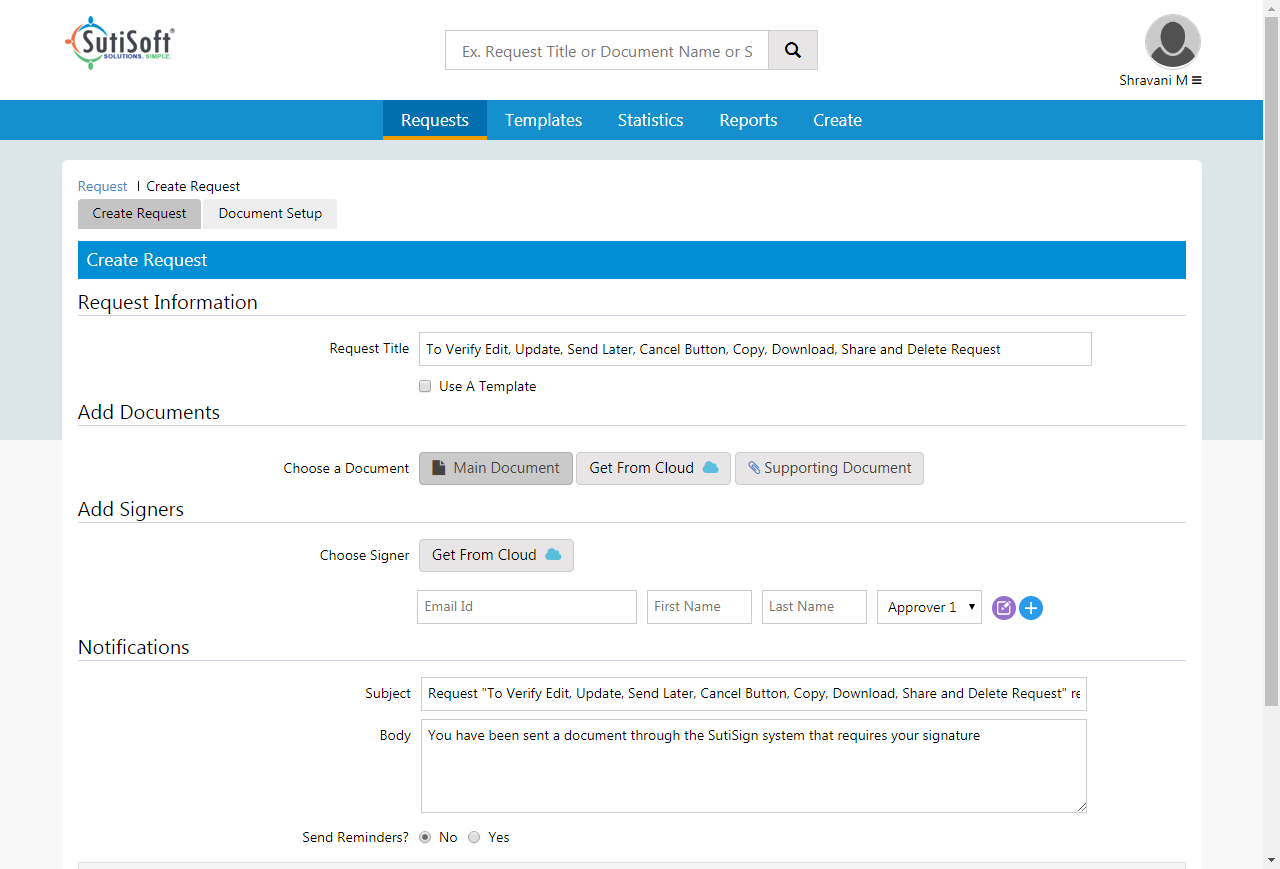 SutiSoft®
SOLUTIONS. SIMPLE.
Ex. Request Title or Document Name or S
Shravani M
Requests Templates Statistics Reports Create
Request | Create Request
Create Request Document Setup
Create Request
Request Information
Request Title To Verify Edit, Update, Send Later, Cancel Button, Copy, Download, Share and Delete Request
Use A Template
Add Documents
Choose a Document Main Document Get From Cloud Supporting Document
Add Signers
Choose Signer Get From Cloud
Email Id First Name Last Name Approver 1
Notifications
Subject Request "To Verify Edit, Update, Send Later, Cancel Button, Copy, Download, Share and Delete Request" re
Body You have been sent a document through the SutiSign system that requires your signature
Send Reminders? No Yes